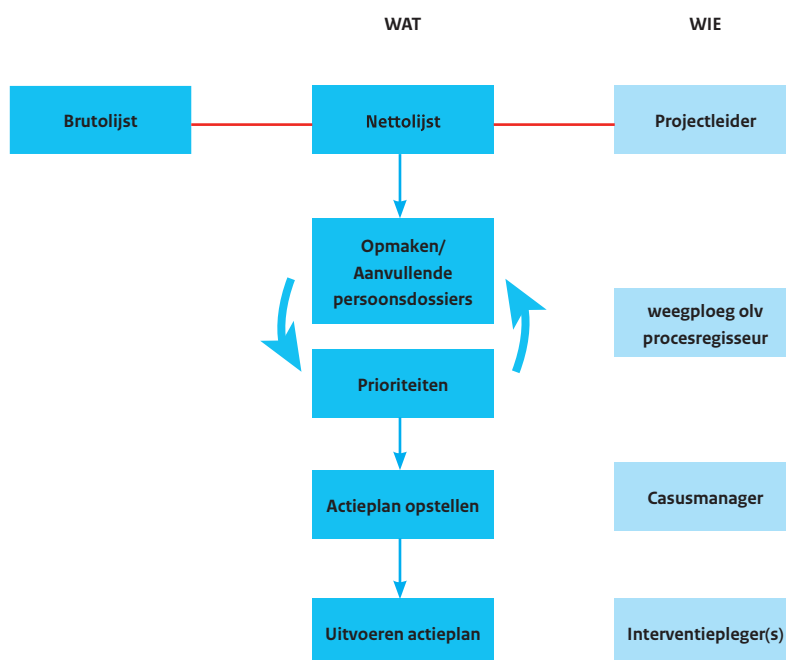 WAT
WIE
Brutolijst
Nettolijst
Projectleider
Opmaken/
Aanvullende
persoonsdossiers
weegploeg olv
procesregisseur
Prioriteiten
Actieplan opstellen
Casusmanager
Uitvoeren actieplan
Interventiepleger(s)